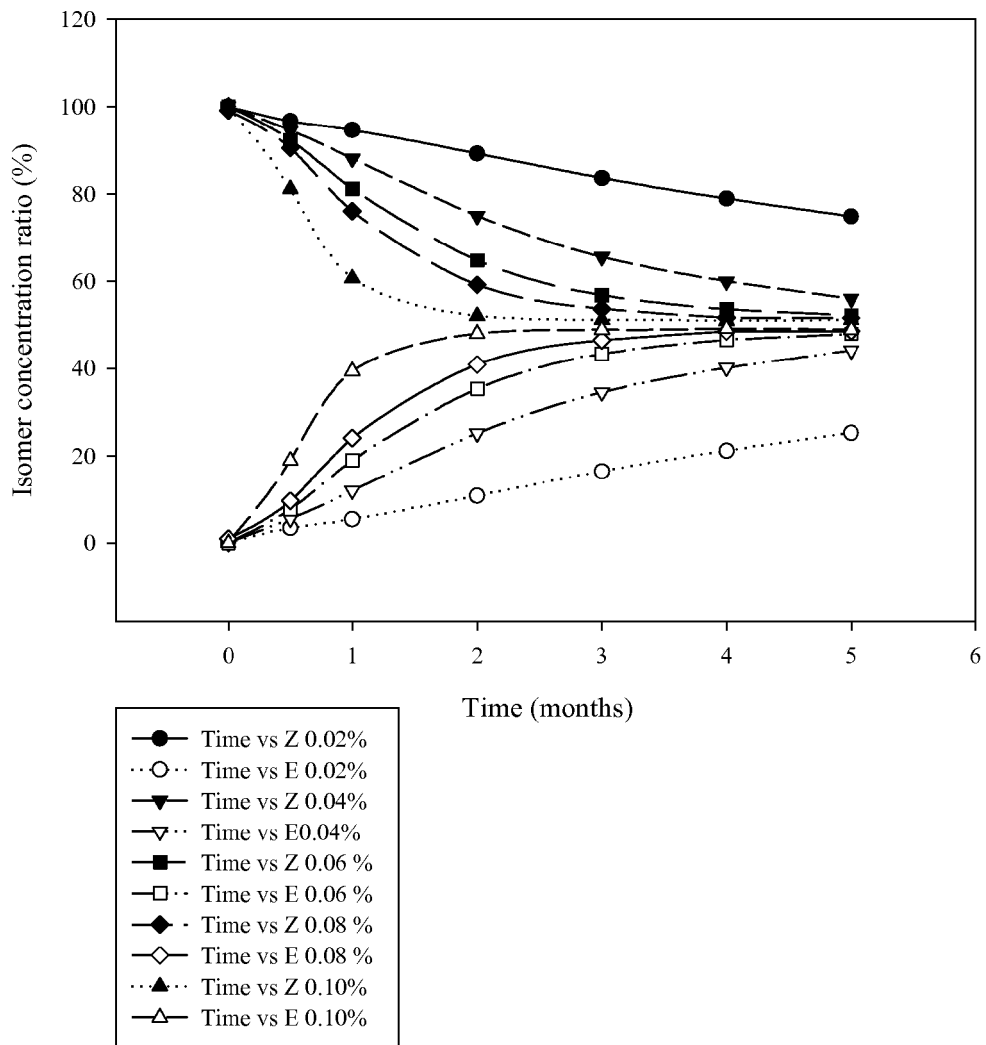 120
100
80
60
40
20
0
Isomer concentration ratio (%)
0 1 2 3 4 5 6
Time (months)
Time vs Z 0.02%
Time vs E 0.02%
Time vs Z 0.04%
Time vs E0.04%
Time vs Z 0.06 %
Time vs E 0.06 %
Time vs Z 0.08 %
Time vs E 0.08 %
Time vs Z 0.10%
Time vs E 0.10%